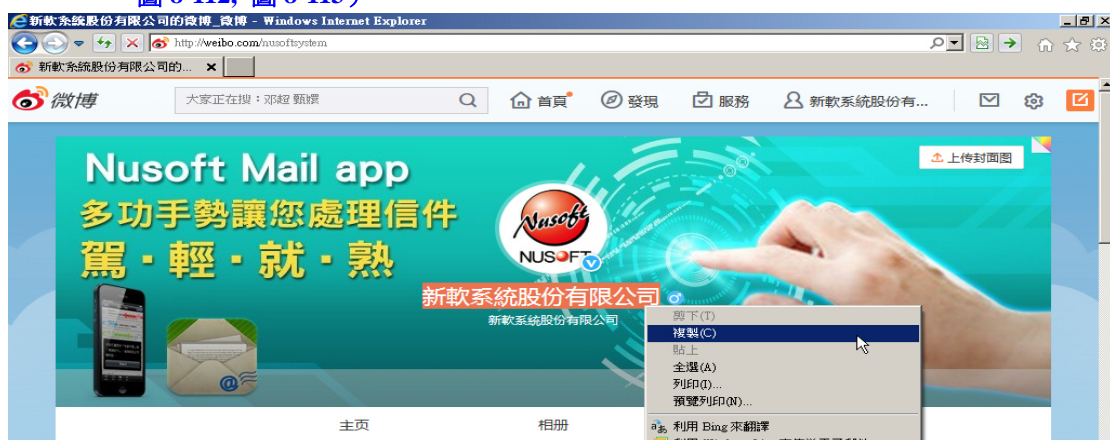 新軟系統股份有限公司的微博_微博 - Windows Internet Explorer
http://weibo.com/nusoftsystem
新軟系統股份有限公司的...
微博
大家正在搜：邓超 甄嬛
首頁
發現
服務
新軟系統股份有...
Nusoft Mail app
上传封面图
多功手勢讓您處理信件
駕·輕·就·熟
Nusoft
NUSOFT
新軟系統股份有限公司
新軟系統股份有限公司
剪下(T)
複製(C)
貼上
全選(A)
列印(I)...
預覽列印(N)...
利用 Bing 來翻譯
主页
相册